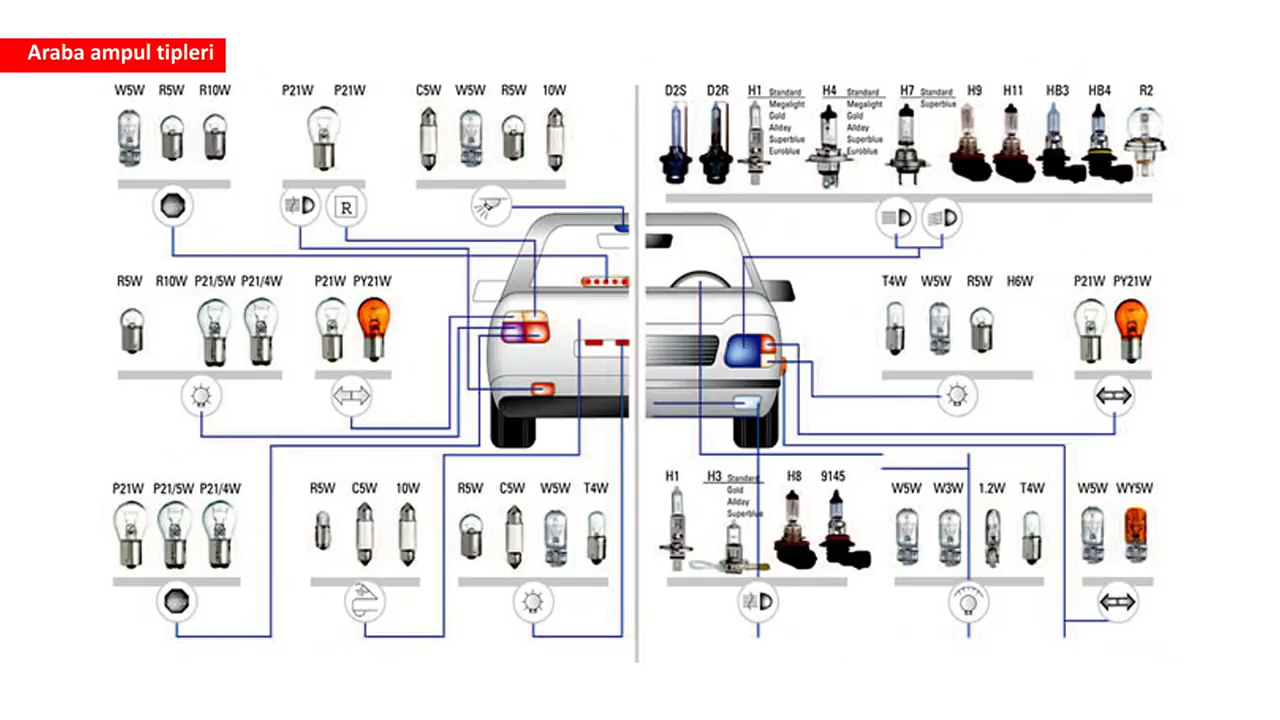 Araba ampul tipleri
W5W R5W R10W
P21W P21W
C5W W5W R5W 10W
D2S D2R H1 Standard H4 Standard H7 Standard H9 H11 HB3 HB4 R2
Megalight Megalight Superblue
Gold Gold
Allday Allday
Superblue Superblue
Euroblue Euroblue
R
R5W R10W P21/5W P21/4W
P21W PY21W
T4W W5W R5W H6W
P21W PY21W
P21W P21/5W P21/4W
R5W C5W 10W
R5W C5W W5W T4W
H1 H3 Standard H8 9145
Gold
Allday
Superblue
W5W W3W 1.2W T4W
W5W WY5W